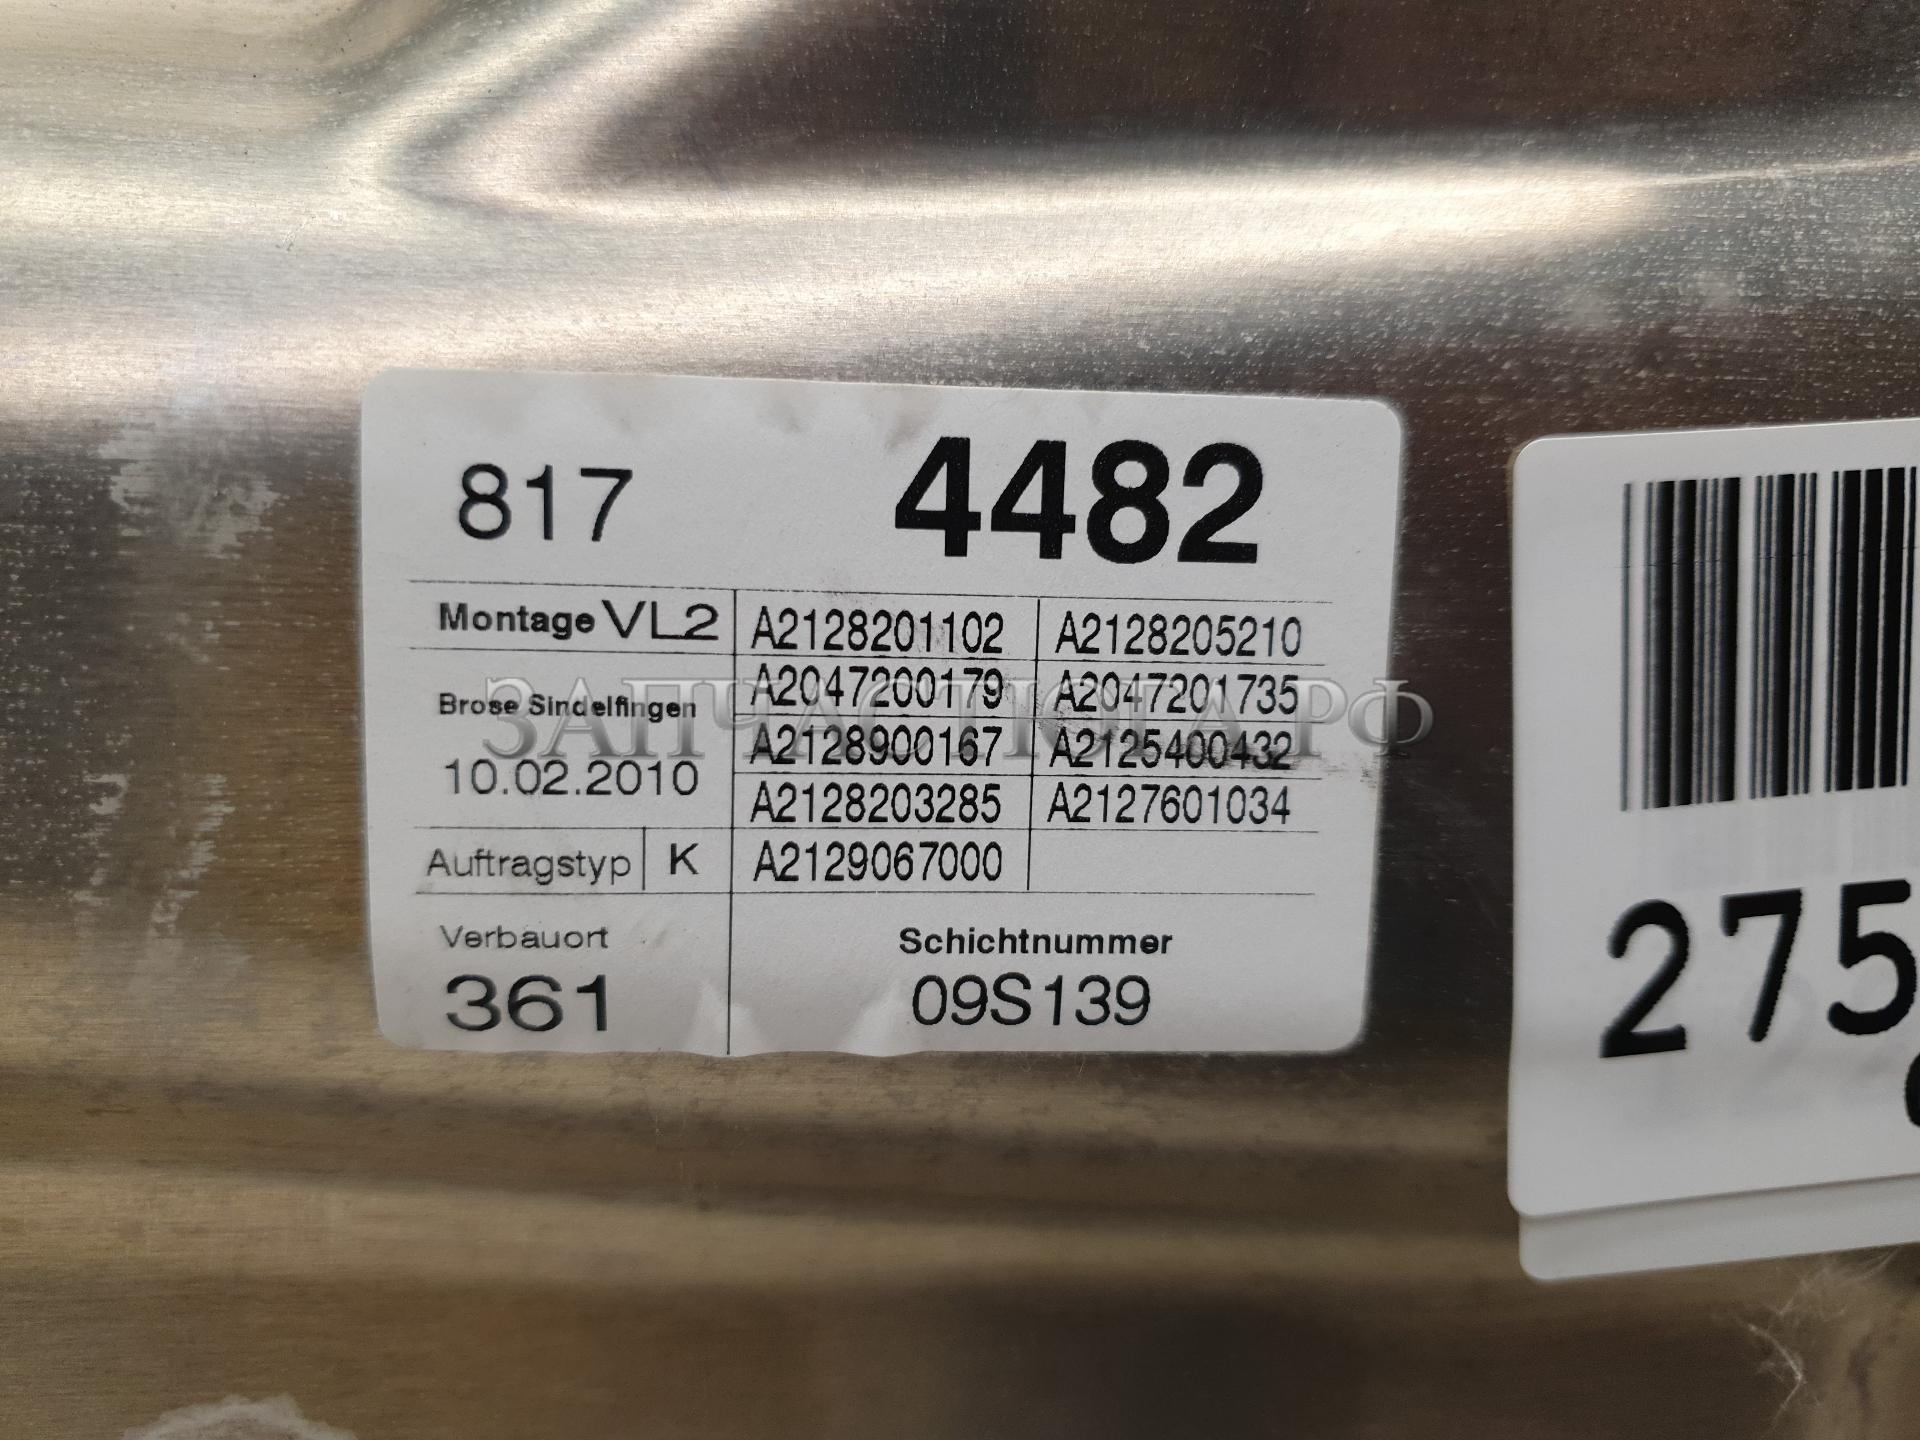 817 4482
Montage VL2 A2128201102 A2128205210
A2047200179 A2047201735
Brose Sindelfingen
ЗАПЧАСТЮГА.РФ
A2128900167 A2125400432
10.02.2010
A2128203285 A2127601034
Auftragstyp K A2129067000
Verbauort Schichtnummer
361 09S139
275